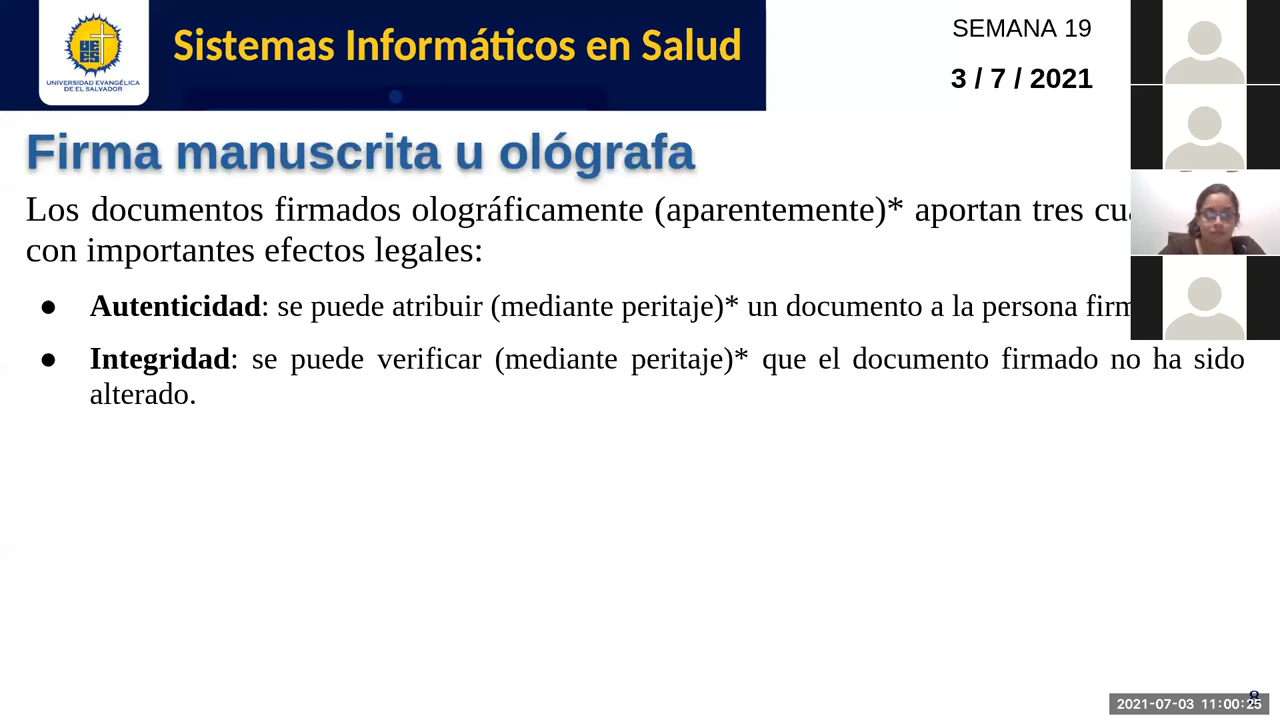 Sistemas Informáticos en Salud
SEMANA 19
3 / 7 / 2021
UNIVERSIDAD EVANGÉLICA
DE EL SALVADOR
Firma manuscrita u ológrafa
Los documentos firmados olográficamente (aparentemente)* aportan tres
con importantes efectos legales:
● Autenticidad: se puede atribuir (mediante peritaje)* un documento a la persona
● Integridad: se puede verificar (mediante peritaje)* que el documento firmado no ha sido
alterado.
8
2021-07-03 11:00:25